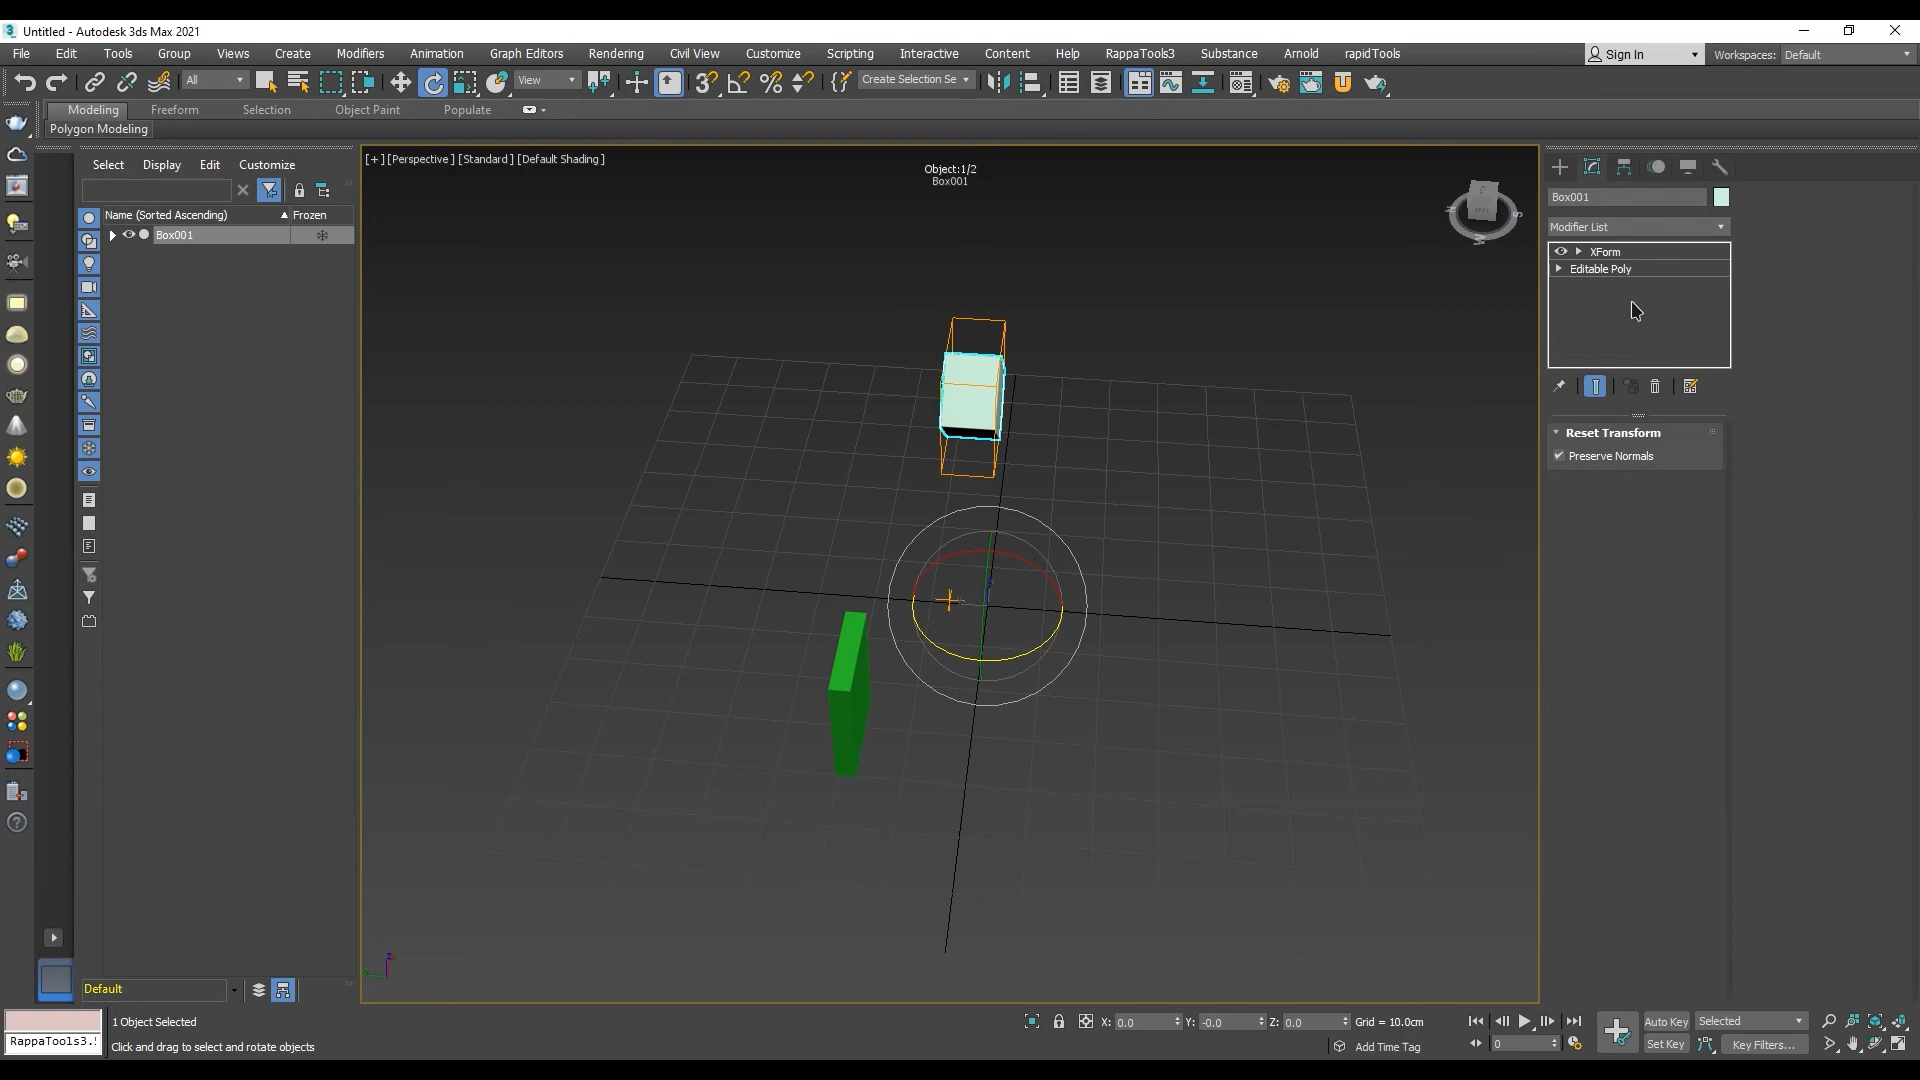 Untitled - Autodesk 3ds Max 2021
File Edit Tools Group Views Create Modifiers Animation Graph Editors Rendering Civil View Customize Scripting Interactive Content Help RappaTools3 Substance Arnold rapidTools Sign In Workspaces: Default
All View Create Selection Se
Modeling Freeform Selection Object Paint Populate
Polygon Modeling
Select Display Edit Customize
Name (Sorted Ascending) Frozen
Box001
[+] [Perspective] [Standard] [Default Shading]
Object:1/2
Box001
Box001
Modifier List
XForm
Editable Poly
Reset Transform
Preserve Normals
Default
1 Object Selected X: 0.0 Y: -0.0 Z: 0.0 Grid = 10.0cm Auto Key Selected
RappaTools3. Click and drag to select and rotate objects Add Time Tag 0 Set Key Key Filters...